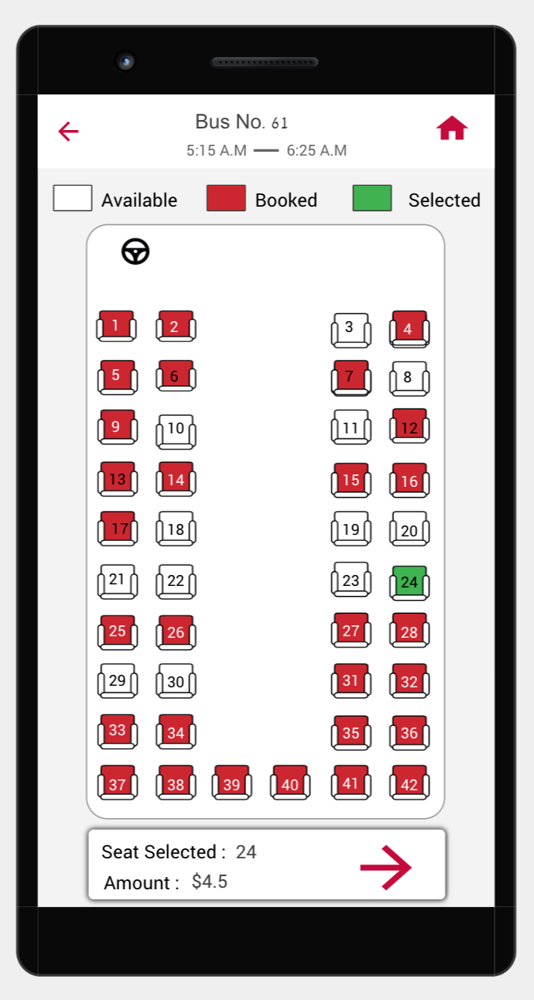 Bus No. 61
5:15 A.M — 6:25 A.M
Available Booked Selected
1 2 3 4
5 6 7 8
9 10 11 12
13 14 15 16
17 18 19 20
21 22 23 24
25 26 27 28
29 30 31 32
33 34 35 36
37 38 39 40 41 42
Seat Selected : 24
Amount : $4.5